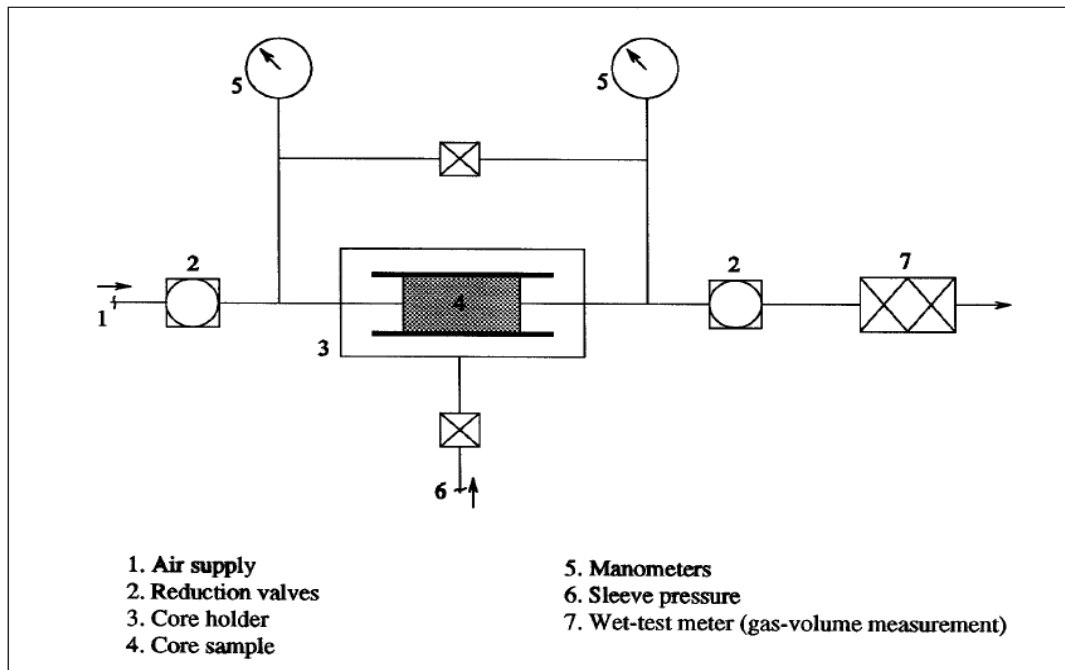 5
5
2
2
7
1
4
3
6
1. Air supply
2. Reduction valves
3. Core holder
4. Core sample
5. Manometers
6. Sleeve pressure
7. Wet-test meter (gas-volume measurement)